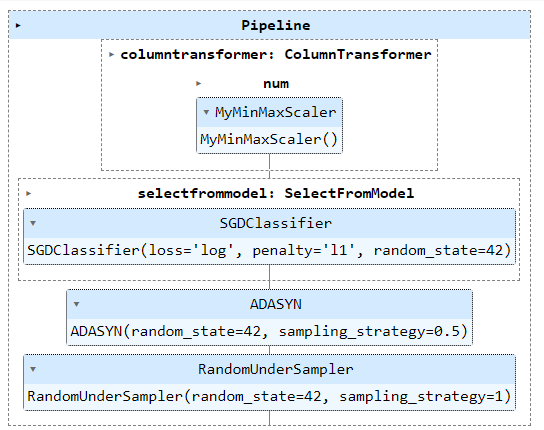 Pipeline
columntransformer: ColumnTransformer
num
MyMinMaxScaler
MyMinMaxScaler()
selectfrommodel: SelectFromModel
SGDClassifier
SGDClassifier(loss='log', penalty='l1', random_state=42)
ADASYN
ADASYN(random_state=42, sampling_strategy=0.5)
RandomUnderSampler
RandomUnderSampler(random_state=42, sampling_strategy=1)